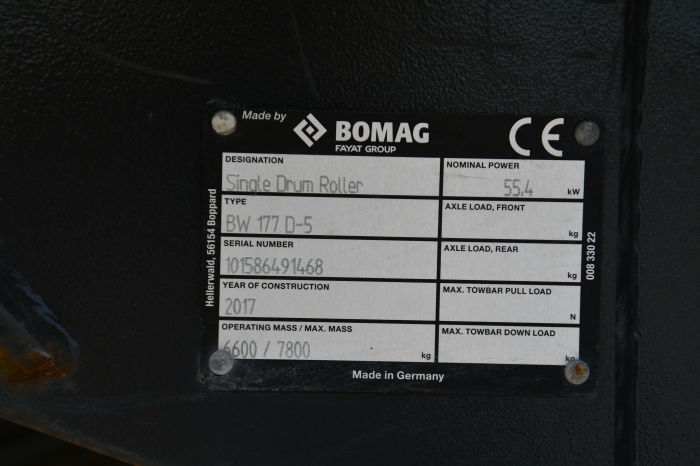 Made by
BOMAG
FAYAT GROUP
CE
DESIGNATION
Single Drum Roller
NOMINAL POWER
55.4 kW
TYPE
BW 177 D-5
AXLE LOAD, FRONT
kg
SERIAL NUMBER
101586491468
AXLE LOAD, REAR
kg
YEAR OF CONSTRUCTION
2017
MAX. TOWBAR PULL LOAD
N
OPERATING MASS / MAX. MASS
6600 / 7800 kg
MAX. TOWBAR DOWN LOAD
kg
Made in Germany
Hellerwald, 56154 Boppard
008 330 22